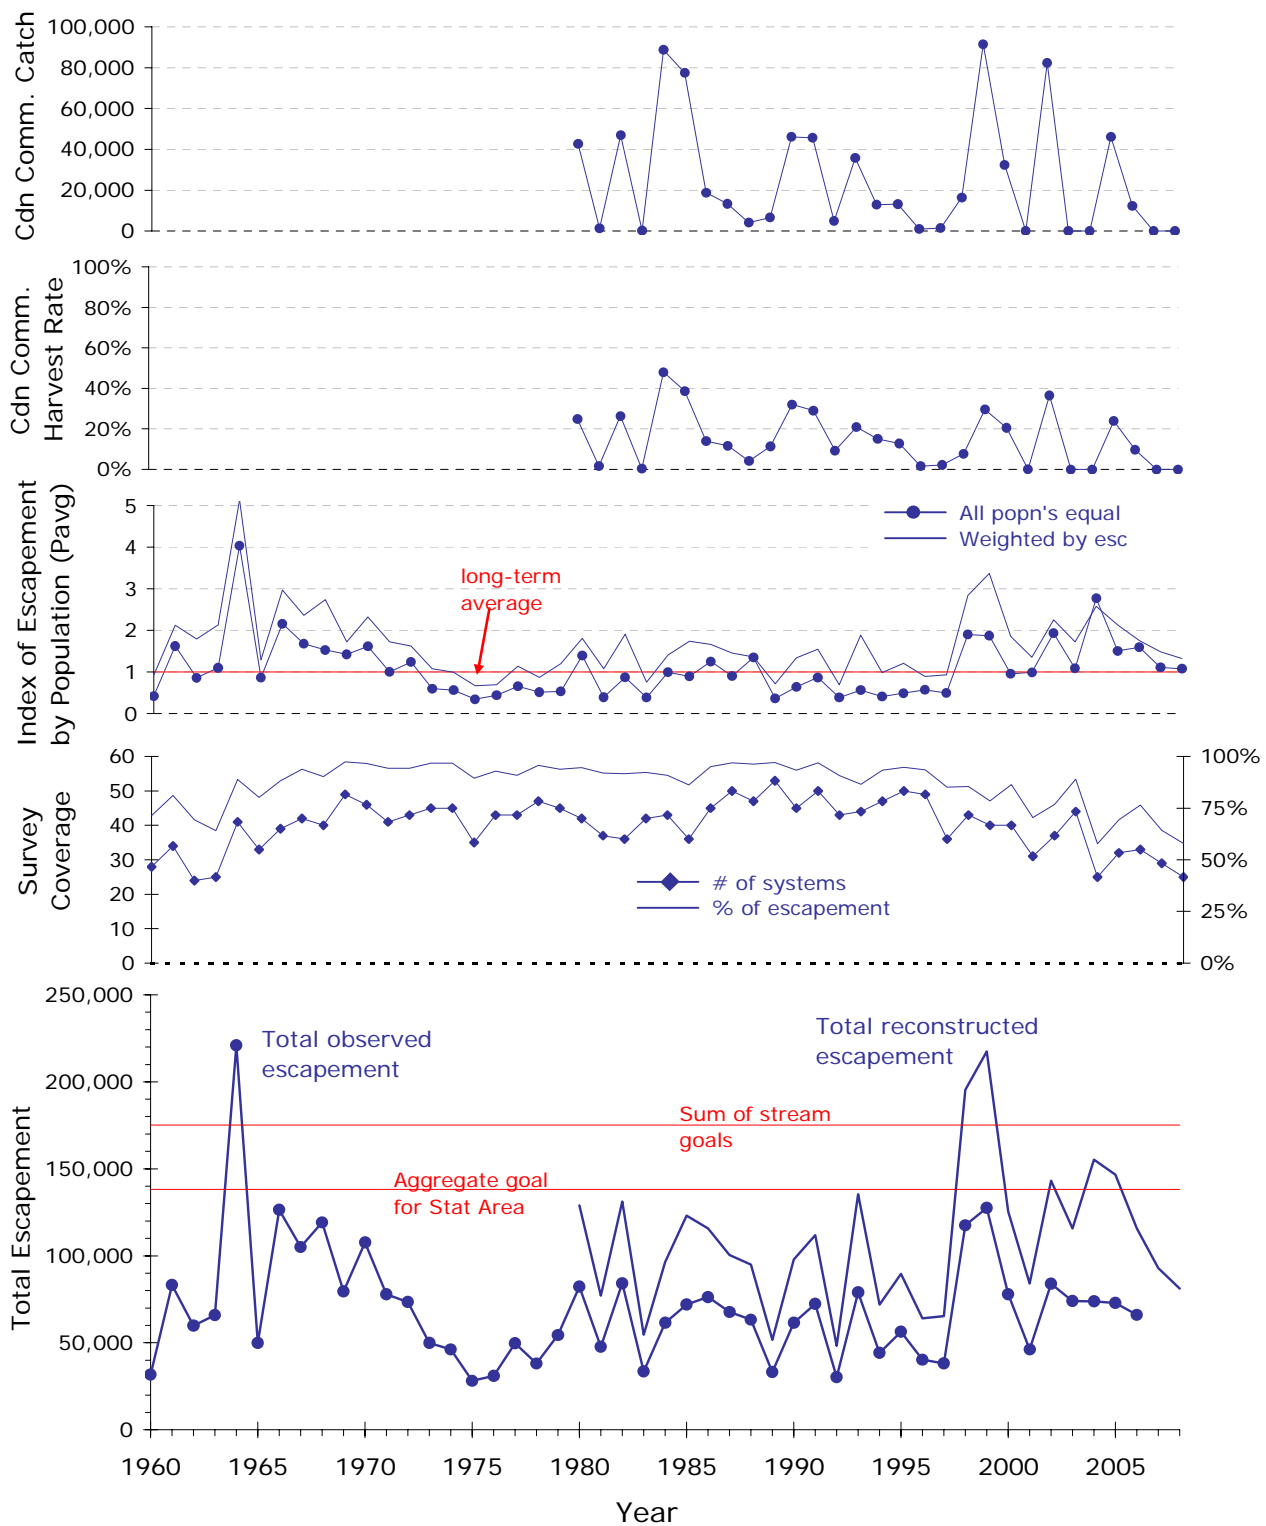 Cdn Comm. Catch
100,000
80,000
60,000
40,000
20,000
0
Cdn Comm.
Harvest Rate
100%
80%
60%
40%
20%
0%
Index of Escapement
by Population (Pavg)
5
4
3
2
1
0
All popn's equal
Weighted by esc
long-term
average
Survey
Coverage
60
50
40
30
20
10
0
100%
75%
50%
25%
0%
# of systems
% of escapement
Total Escapement
250,000
200,000
150,000
100,000
50,000
0
Total observed
escapement
Total reconstructed
escapement
Sum of stream
goals
Aggregate goal
for Stat Area
1960 1965 1970 1975 1980 1985 1990 1995 2000 2005
Year